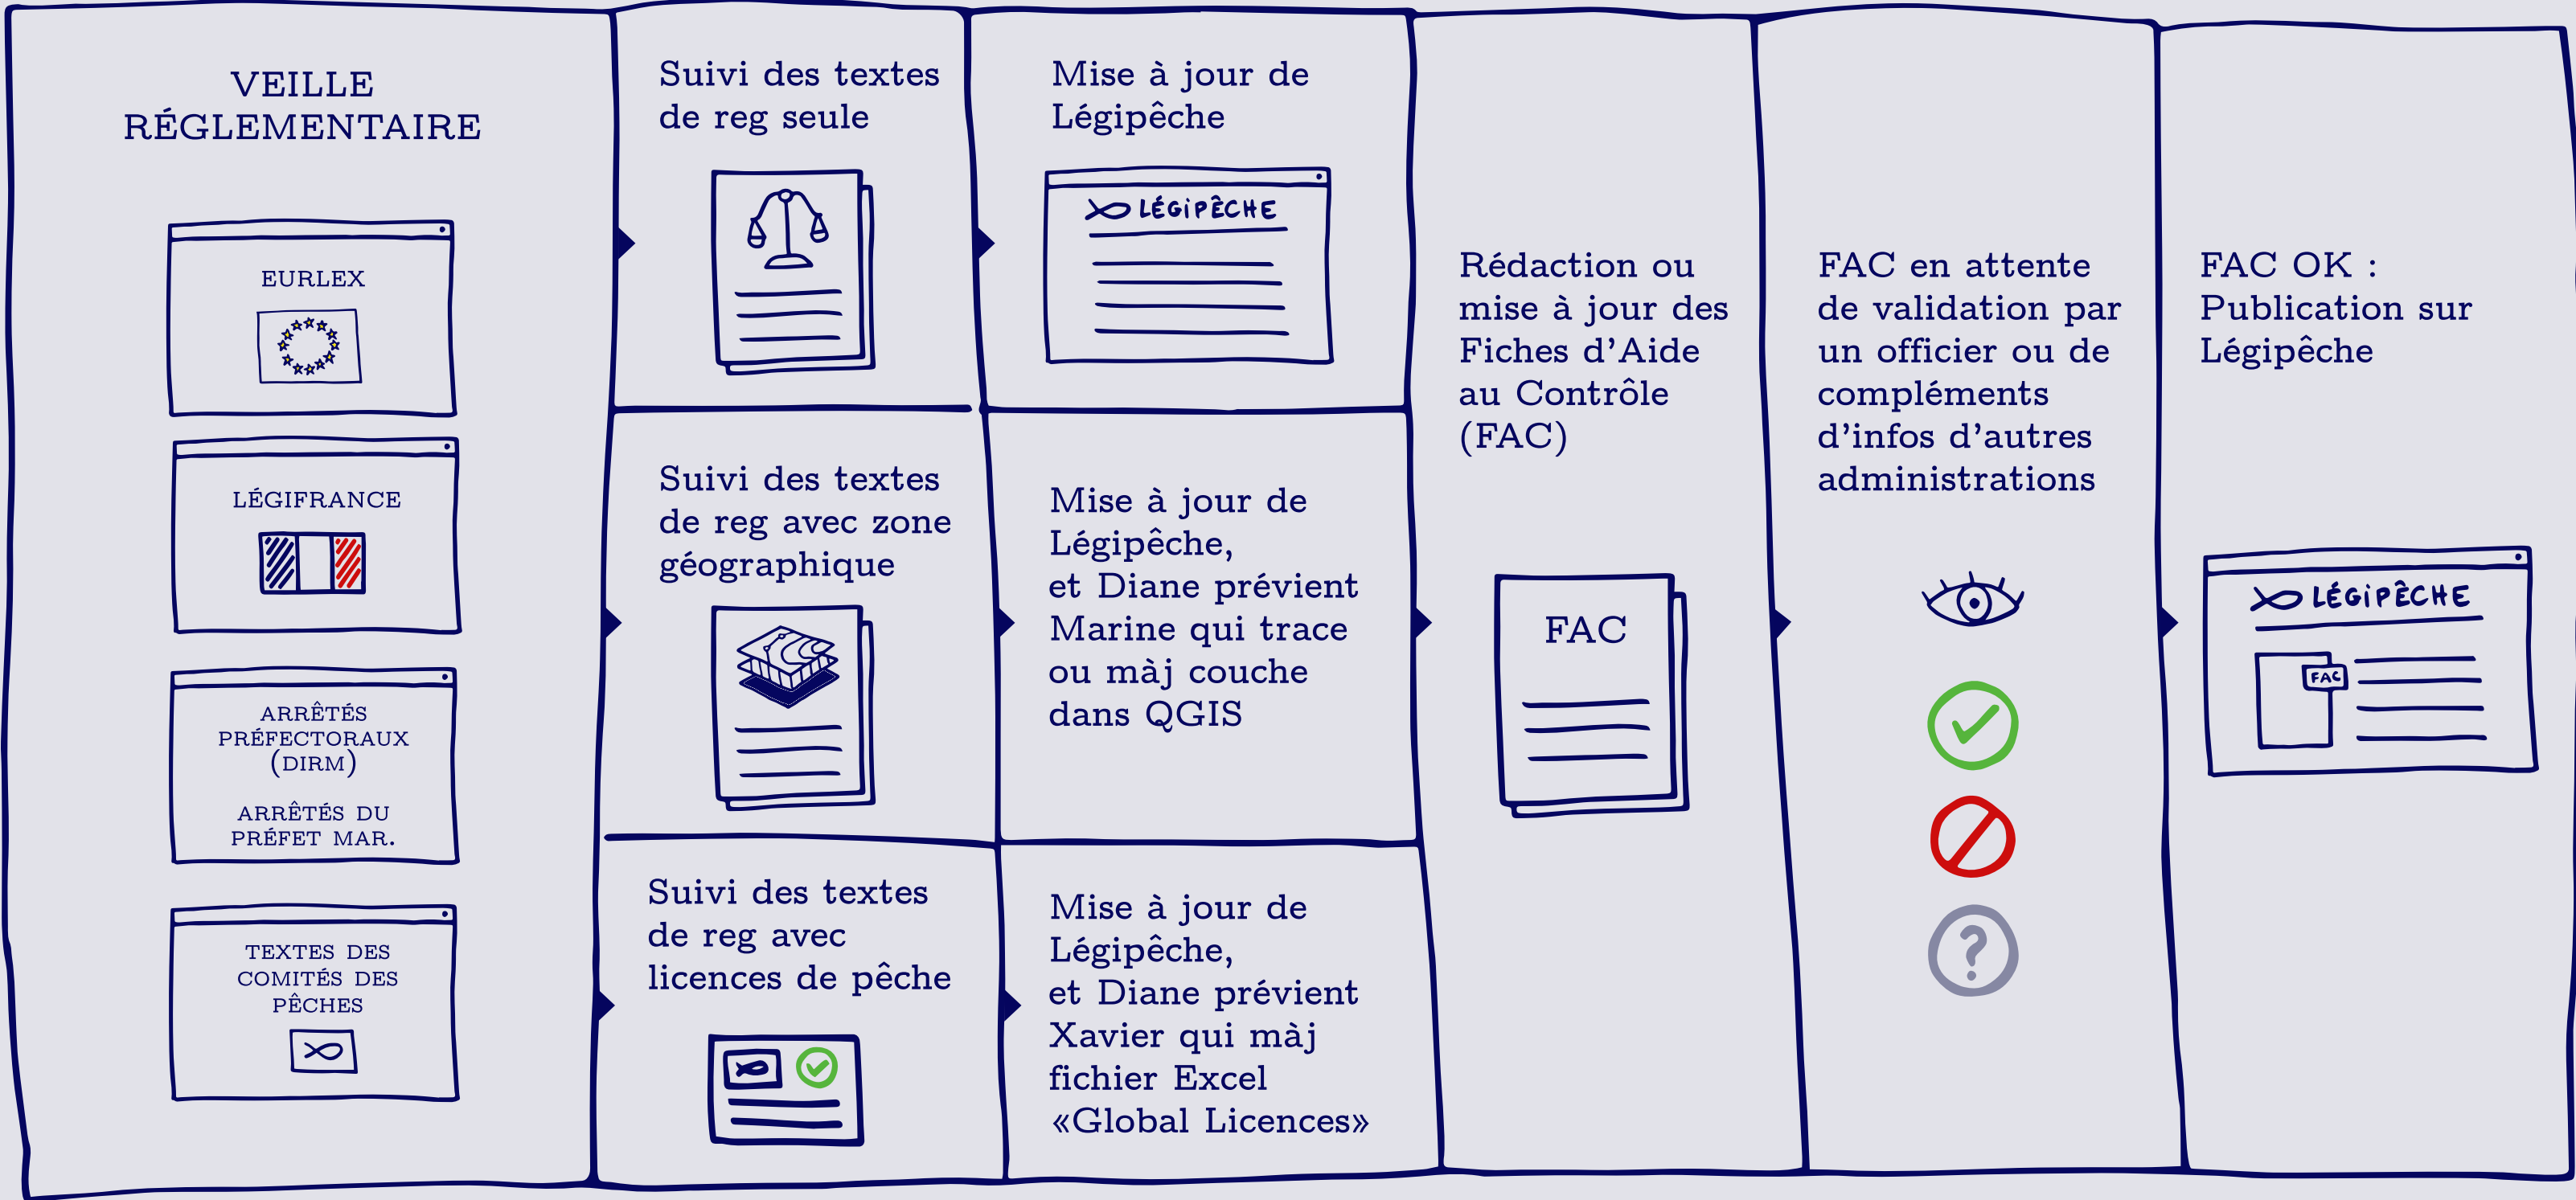 VEILLE
RÉGLEMENTAIRE
EURLEX
LÉGIFRANCE
ARRÊTÉS
PRÉFECTORAUX
(DIRM)
ARRÊTÉS DU
PRÉFET MAR.
TEXTES DES
COMITÉS DES
PÊCHES
Suivi des textes
de reg seule
Mise à jour de
Légipêche
LÉGiPÊCHE
Suivi des textes
de reg avec zone
géographique
Mise à jour de
Légipêche,
et Diane prévient
Marine qui trace
ou màj couche
dans QGIS
Suivi des textes
de reg avec
licences de pêche
Mise à jour de
Légipêche,
et Diane prévient
Xavier qui màj
fichier Excel
«Global Licences»
Rédaction ou
mise à jour des
Fiches d’Aide
au Contrôle
(FAC)
FAC
FAC en attente
de validation par
un officier ou de
compléments
d’infos d’autres
administrations
?
FAC OK :
Publication sur
Légipêche
LÉGiPÊCHE
FAC